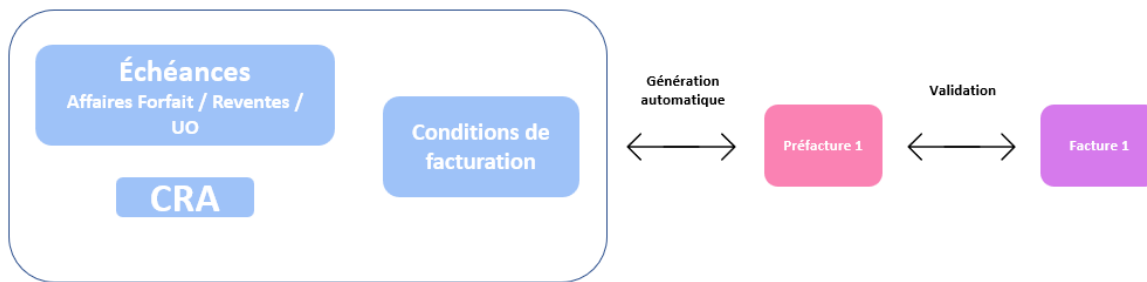 Échéances
Affaires Forfait / Reventes /
UO
CRA
Conditions de
facturation
Génération
automatique
Préfacture 1
Validation
Facture 1